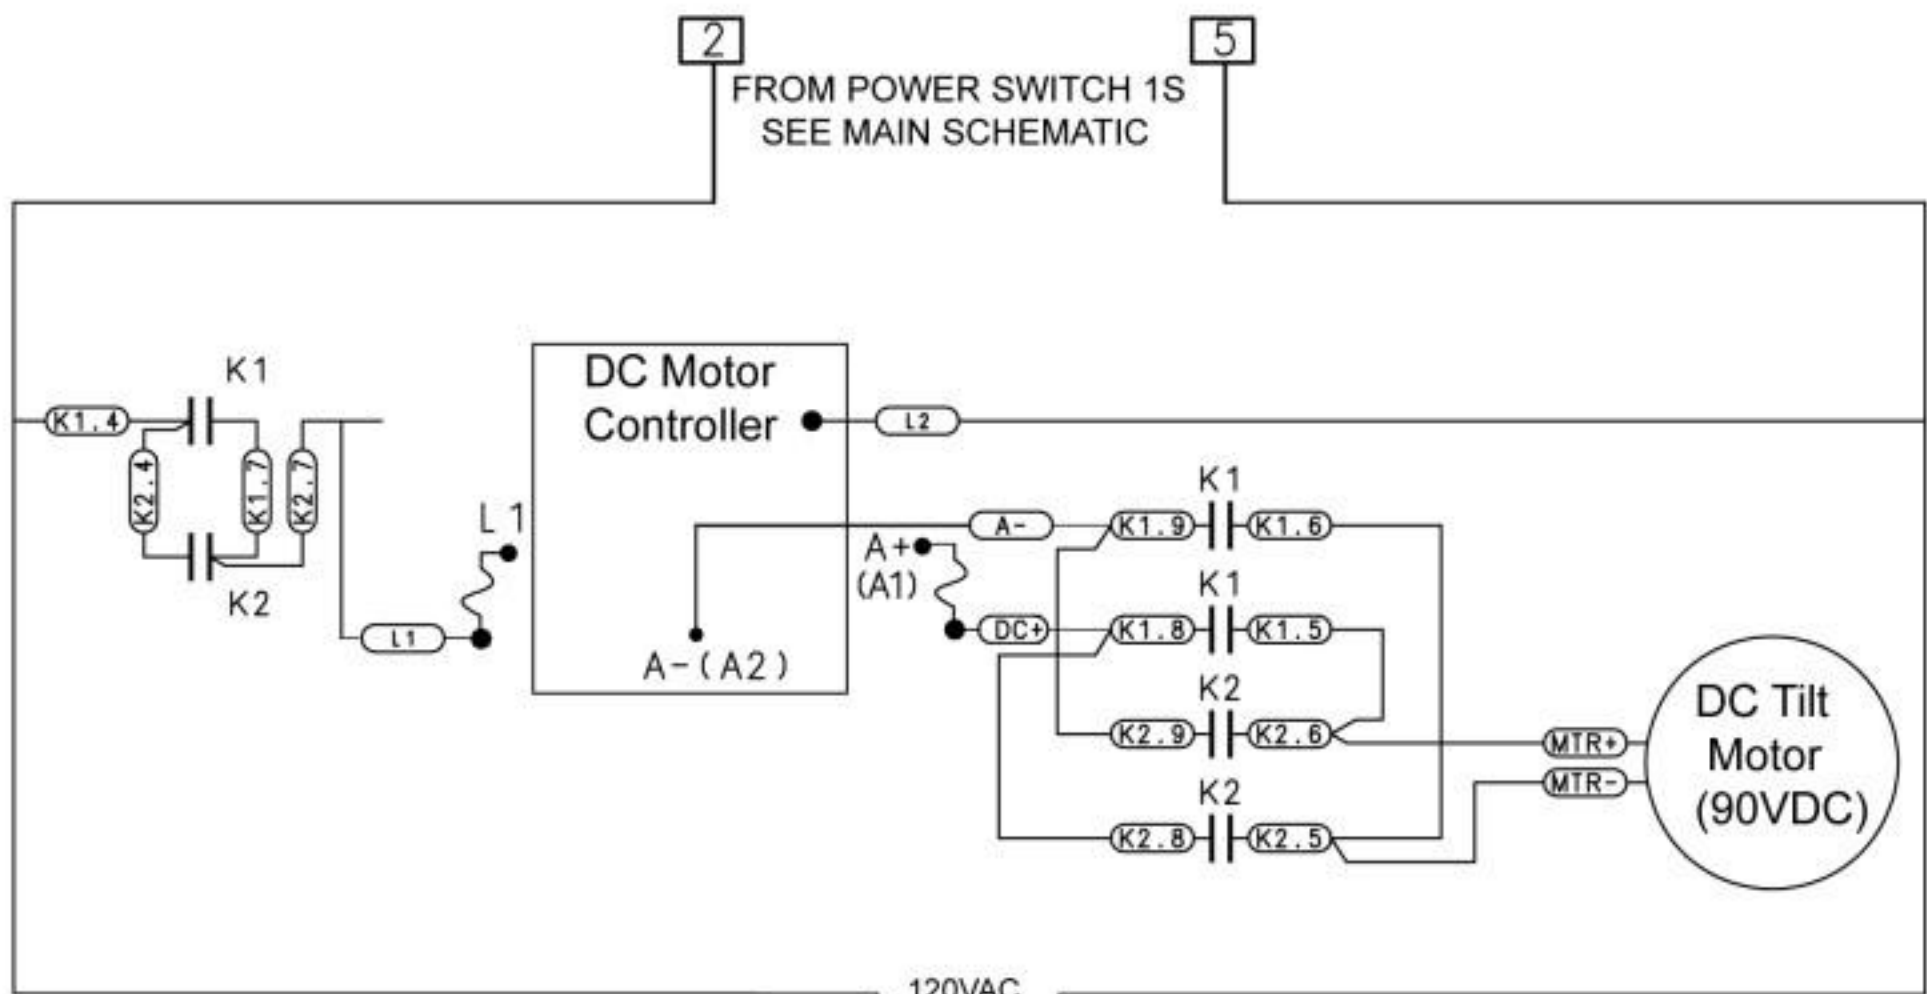 2
5
FROM POWER SWITCH 1S
SEE MAIN SCHEMATIC
K1
K1.4
K2.4
K1.7
K2.7
K2
L1
L1
DC Motor
Controller
L2
A-(A2)
A-
A+
(A1)
DC+
K1
K1.9
K1.6
K1
K1.8
K1.5
K2
K2.9
K2.6
K2
K2.8
K2.5
MTR+
MTR-
DC Tilt
Motor
(90VDC)
120VAC